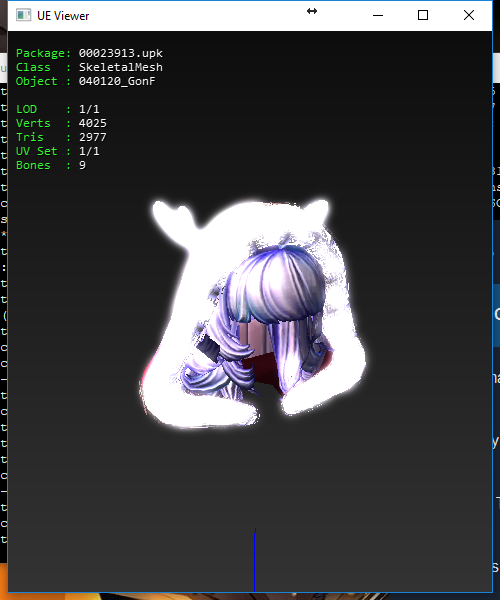 UE Viewer
Package: 00023913.upk
Class  : SkeletalMesh
Object : 040120_GonF
LOD    : 1/1
Verts  : 4025
Tris   : 2977
UV Set : 1/1
Bones  : 9